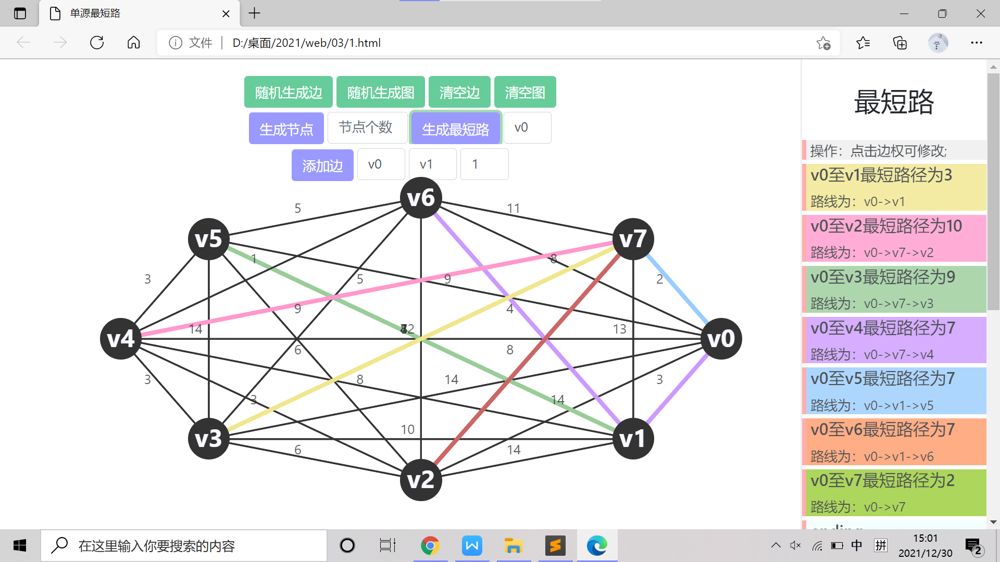 单源最短路
文件
D:/桌面/2021/web/03/1.html
随机生成边 随机生成图 清空边 清空图
生成节点 节点个数 生成最短路 v0
添加边 v0 v1 1
v6
5 11
v5 v7
1 8
3 5 9 2
9 4
14 13
v4 v0
6 8
3 8 14 3
3 14
10
v3 v1
6 14
v2
最短路
操作：点击边权可修改;
v0至v1最短路径为3
路线为：v0->v1
v0至v2最短路径为10
路线为：v0->v7->v2
v0至v3最短路径为9
路线为：v0->v7->v3
v0至v4最短路径为7
路线为：v0->v7->v4
v0至v5最短路径为7
路线为：v0->v1->v5
v0至v6最短路径为7
路线为：v0->v1->v6
v0至v7最短路径为2
路线为：v0->v7
在这里输入你要搜索的内容
中 拼
15:01
2021/12/30
2